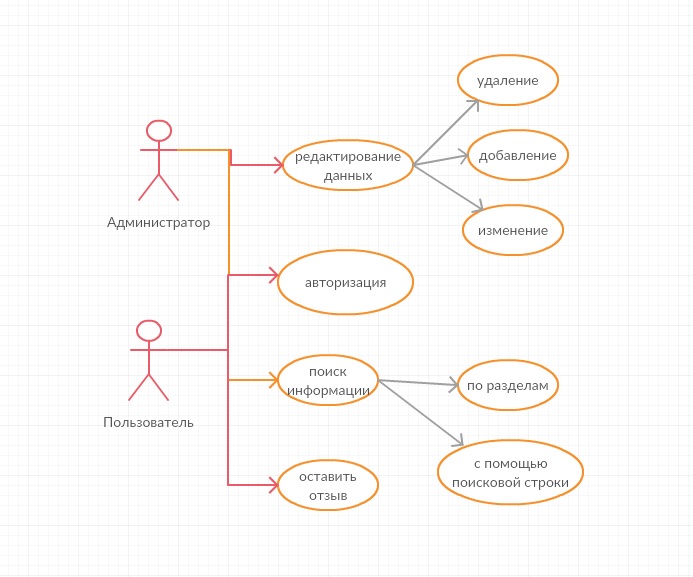 удаление
редактирование
данных
добавление
изменение
Администратор
авторизация
поиск
информации
по разделам
Пользователь
с помощью
поисковой строки
оставить
отзыв